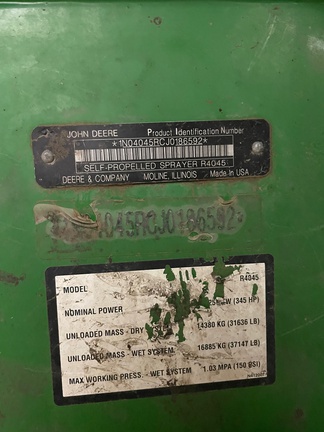 JOHN DEERE Product Identification Number
*1N04045RCJ0186592*
SELF-PROPELLED SPRAYER R4045
DEERE & COMPANY MOLINE, ILLINOIS Made In USA
4045RCJ0186592*
MODEL R4045
NOMINAL POWER KW (345 HP)
UNLOADED MASS - DRY 14380 KG (31636 LB)
UNLOADED MASS - WET SYSTEM 16885 KG (37147 LB)
MAX WORKING PRESS. - WET SYSTEM 1.03 MPA (150 PSI)